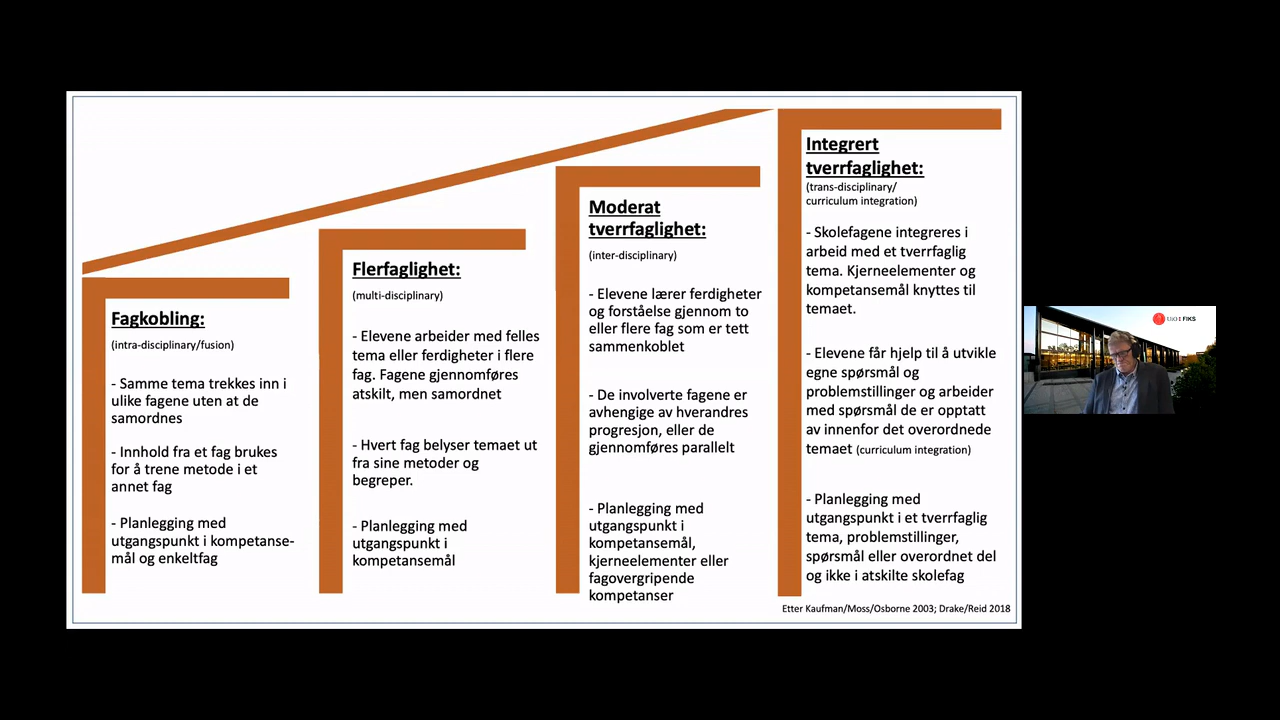 Fagkobling:
(intra-disciplinary/fusion)
- Samme tema trekkes inn i
ulike fagene uten at de
samordnes
- Innhold fra et fag brukes
for å trene metode i et
annet fag
- Planlegging med
utgangspunkt i kompetanse-
mål og enkeltfag
Flerfaglighet:
(multi-disciplinary)
- Elevene arbeider med felles
tema eller ferdigheter i flere
fag. Fagene gjennomføres
atskilt, men samordnet
- Hvert fag belyser temaet ut
fra sine metoder og
begreper.
- Planlegging med
utgangspunkt i
kompetansemål
Moderat
tverrfaglighet:
(inter-disciplinary)
- Elevene lærer ferdigheter
og forståelse gjennom to
eller flere fag som er tett
sammenkoblet
- De involverte fagene er
avhengige av hverandres
progresjon, eller de
gjennomføres parallelt
- Planlegging med
utgangspunkt i
kompetansemål,
kjerneelementer eller
fagovergripende
kompetanser
Integrert
tverrfaglighet:
(trans-disciplinary/
curriculum integration)
- Skolefagene integreres i
arbeid med et tverrfaglig
tema. Kjerneelementer og
kompetansemål knyttes til
temaet.
- Elevene får hjelp til å utvikle
egne spørsmål og
problemstillinger og arbeider
med spørsmål de er opptatt
av innenfor det overordnede
temaet (curriculum integration)
- Planlegging med
utgangspunkt i et tverrfaglig
tema, problemstillinger,
spørsmål eller overordnet del
og ikke i atskilte skolefag
Etter Kaufman/Moss/Osborne 2003; Drake/Reid 2018
FIKS